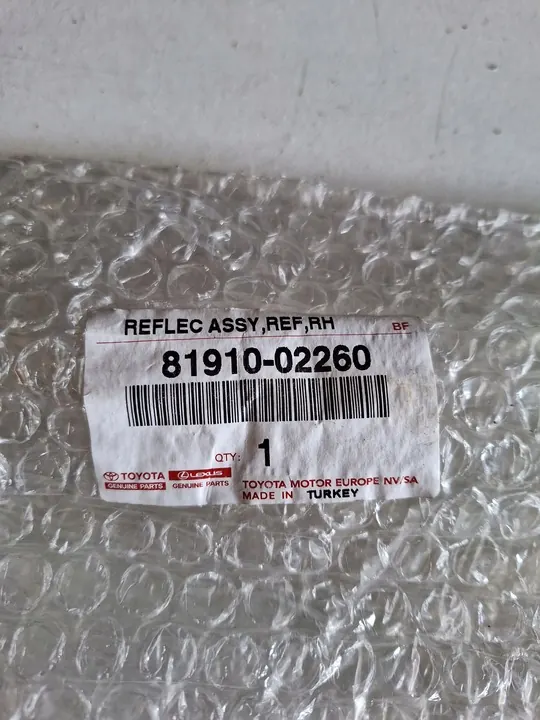 REFLEC ASSY,REF,RH BF
81910-02260
QTY: 1
TOYOTA LEXUS
GENUINE PARTS GENUINE PARTS
TOYOTA MOTOR EUROPE NV/SA
MADE IN TURKEY